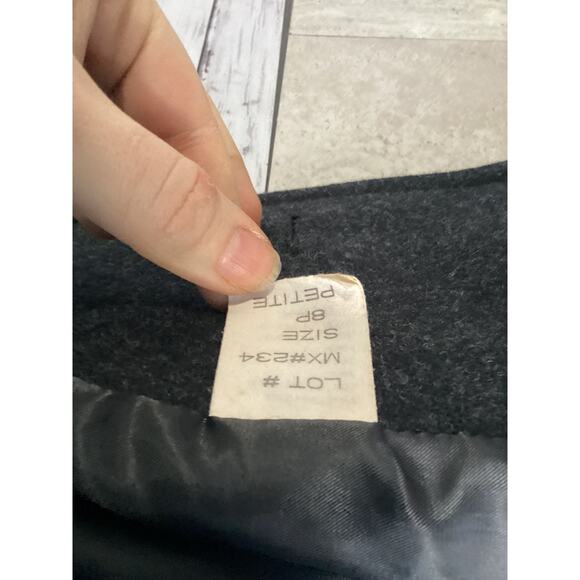 LOT #
MX#234
SIZE
8P
PETITE